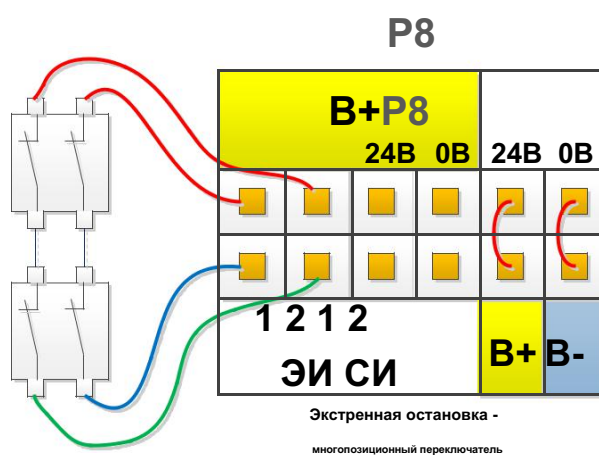 P8
B+P8
24В 0В 24В 0В
1 2 1 2
ЭИ СИ
B+ B-
Экстренная остановка -
многопозиционный переключатель